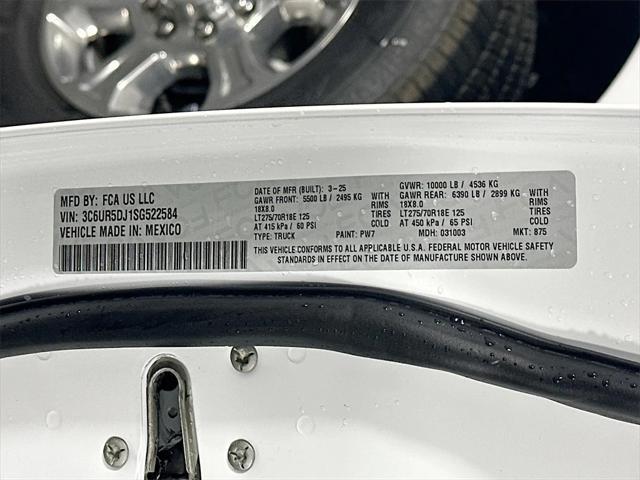 MFD BY: FCA US LLC
VIN: 3C6UR5DJ1SG522584
VEHICLE MADE IN: MEXICO
DATE OF MFR (BUILT): 3-25
GAWR FRONT: 5500 LB / 2495 KG WITH
18X8.0 RIMS
LT275/70R18E 125 TIRES
AT 415 kPa / 60 PSI COLD
TYPE: TRUCK PAINT: PW7
GVWR: 10000 LB / 4536 KG
GAWR REAR: 6390 LB / 2899 KG WITH
18X8.0 RIMS
LT275/70R18E 125 TIRES
AT 450 kPa / 65 PSI COLD
MDH: 031003 MKT: 875
THIS VEHICLE CONFORMS TO ALL APPLICABLE U.S.A. FEDERAL MOTOR VEHICLE SAFETY
STANDARDS IN EFFECT ON THE DATE OF MANUFACTURE SHOWN ABOVE.